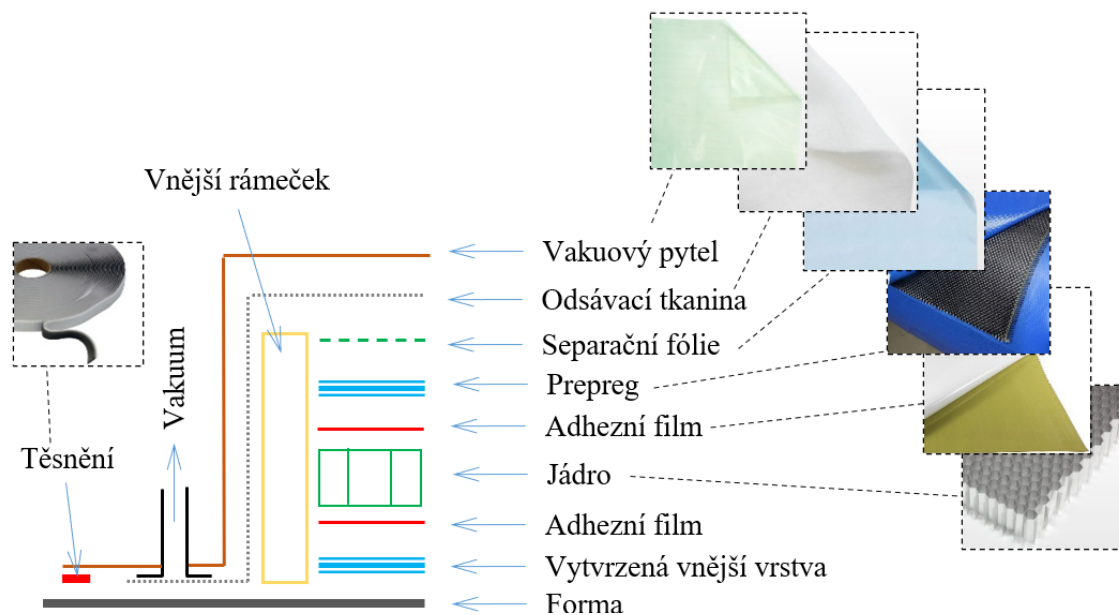 Vnější rámeček
Vakuový pytel
Odsávací tkanina
Separační fólie
Prepreg
Vakuum
Adhezní film
Těsnění
Jádro
Adhezní film
Vytvrzená vnější vrstva
Forma